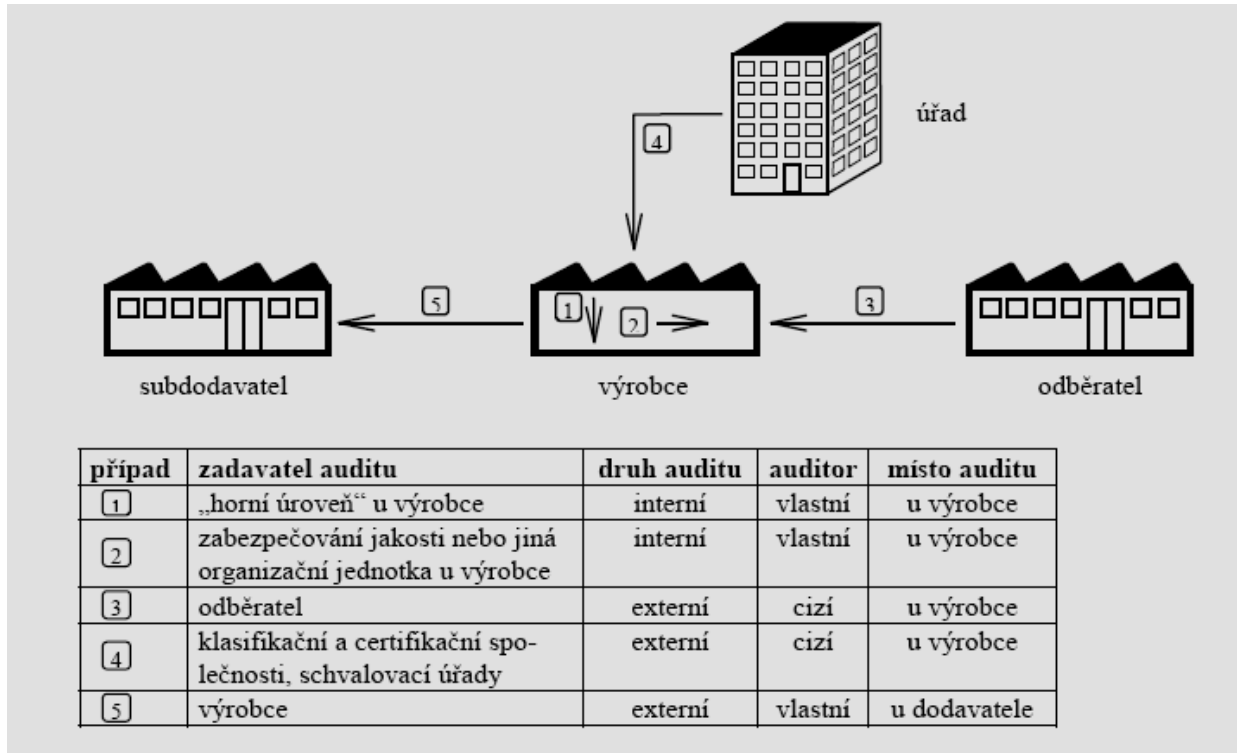 úřad
4
5
1
2
3
subdodavatel výrobce odběratel
případ zadavatel auditu druh auditu auditor místo auditu
1 „horní úroveň“ u výrobce interní vlastní u výrobce
2 zabezpečování jakosti nebo jiná interní vlastní u výrobce
organizační jednotka u výrobce
3 odběratel externí cizí u výrobce
4 klasifikační a certifikační spo- externí cizí u výrobce
lečnosti, schvalovací úřady
5 výrobce externí vlastní u dodavatele